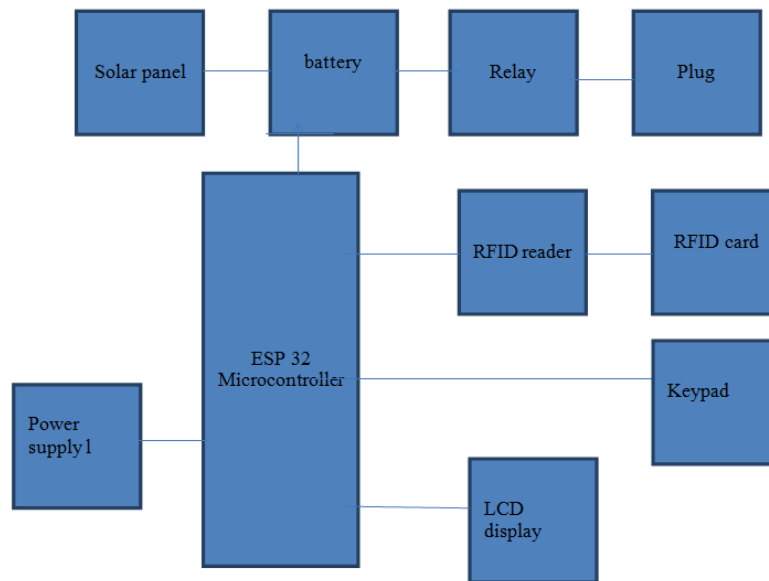 Solar panel
battery
Relay
Plug
RFID reader
RFID card
ESP 32
Microcontroller
Keypad
Power
supply1
LCD
display